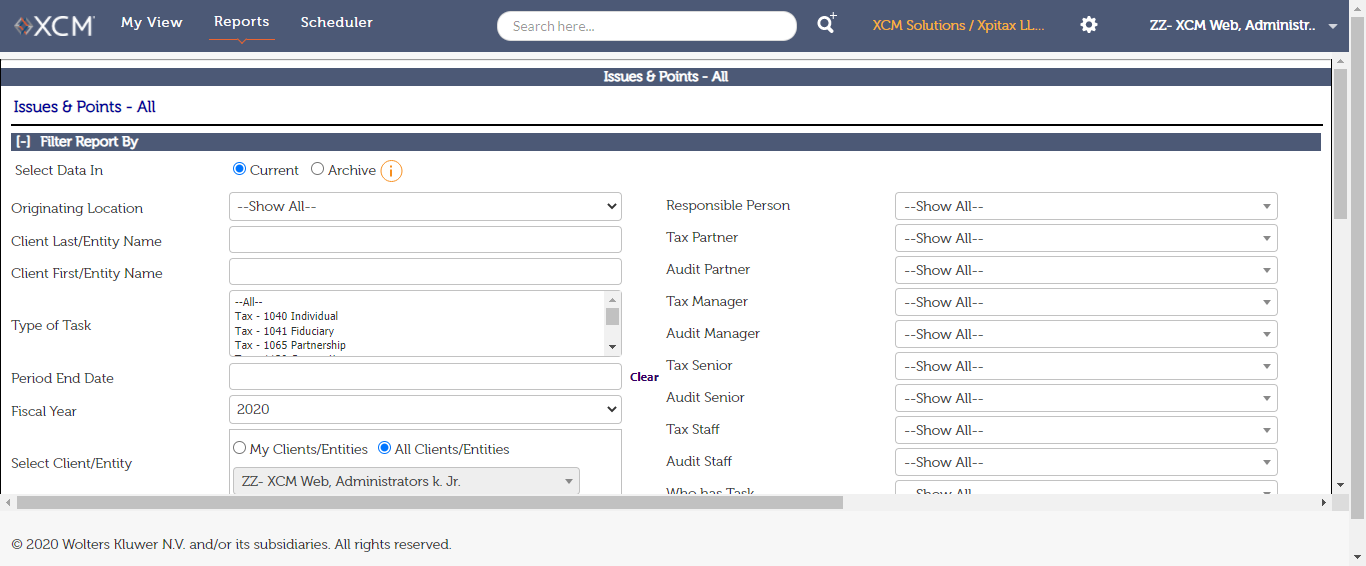 XCM My View Reports Scheduler Search here... XCM Solutions / Xpitax LL... ZZ- XCM Web, Administr..
Issues & Points - All
Issues & Points - All
[-] Filter Report By
Select Data In Current Archive i
Originating Location --Show All--
Client Last/Entity Name
Client First/Entity Name
Type of Task
--All--
Tax - 1040 Individual
Tax - 1041 Fiduciary
Tax - 1065 Partnership
Period End Date Clear
Fiscal Year 2020
Select Client/Entity
My Clients/Entities All Clients/Entities
ZZ- XCM Web, Administrators k. Jr.
Responsible Person --Show All--
Tax Partner --Show All--
Audit Partner --Show All--
Tax Manager --Show All--
Audit Manager --Show All--
Tax Senior --Show All--
Audit Senior --Show All--
Tax Staff --Show All--
Audit Staff --Show All--
Who has Task --Show All--
© 2020 Wolters Kluwer N.V. and/or its subsidiaries. All rights reserved.